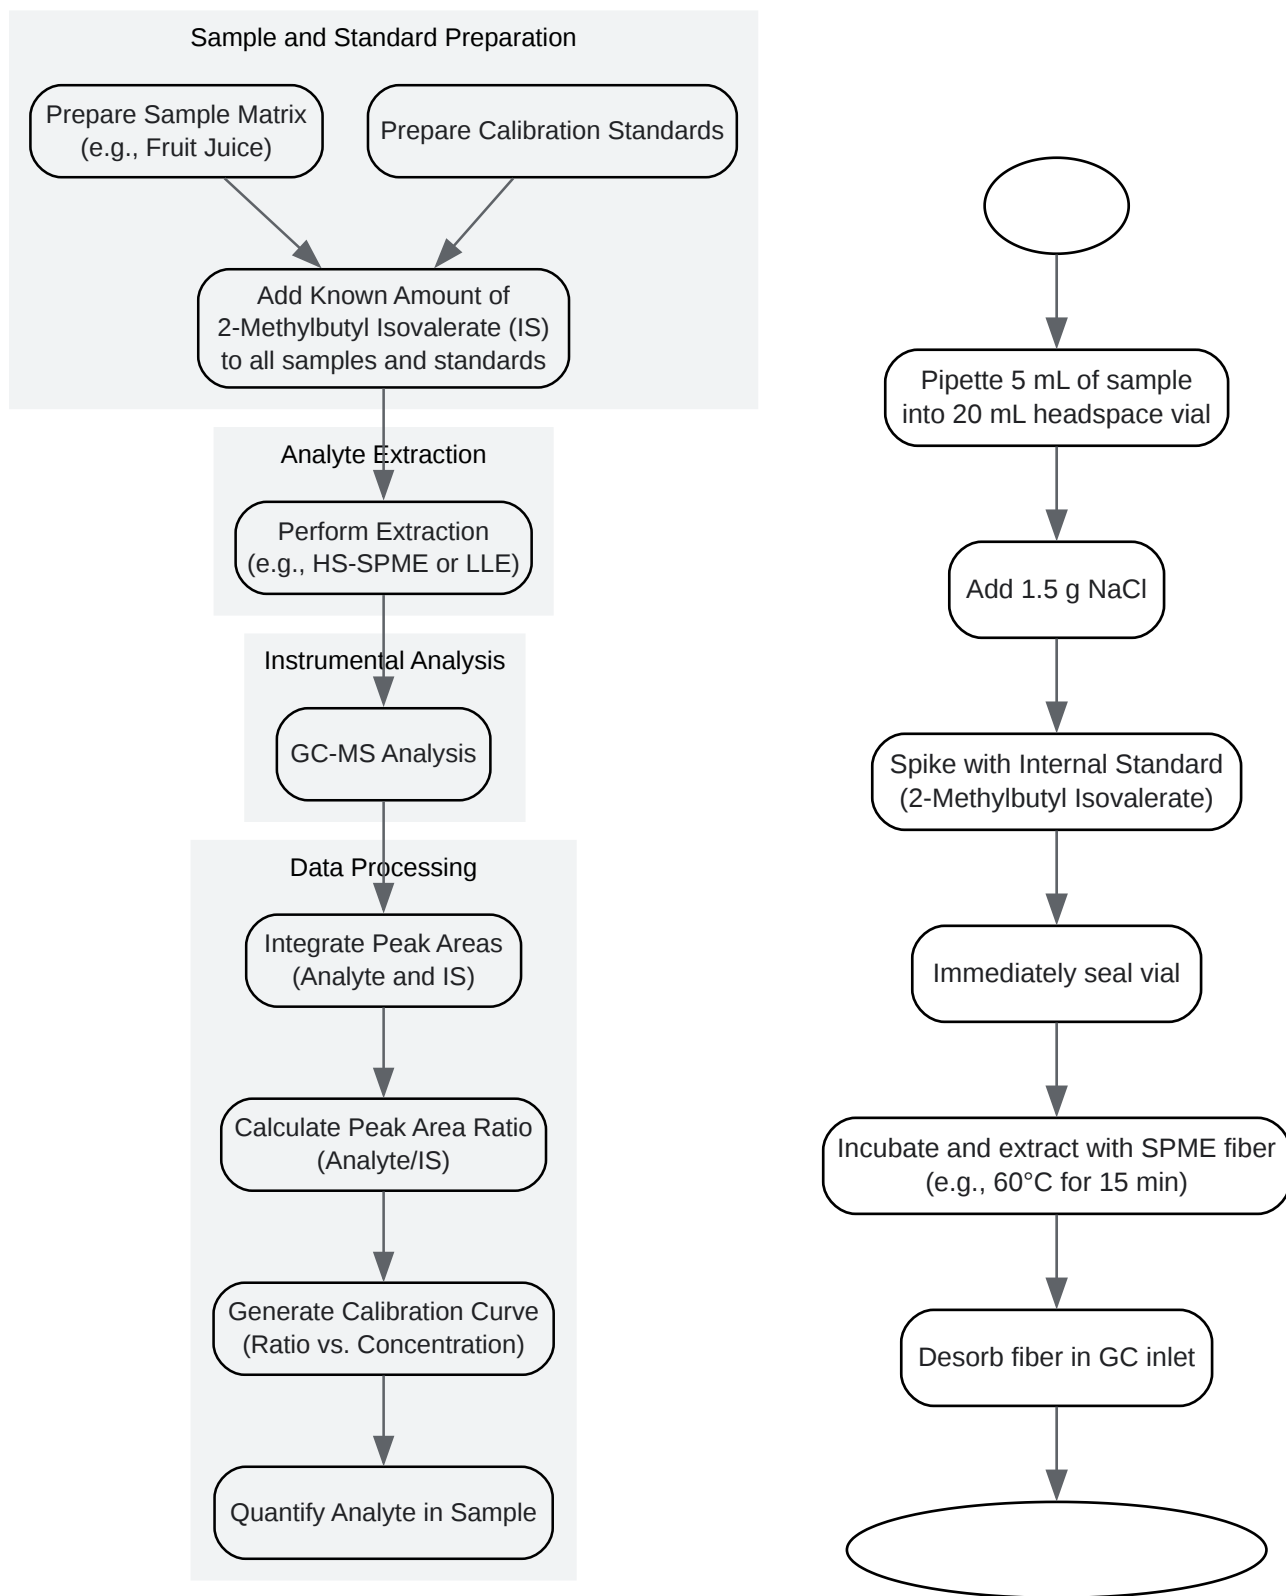 Sample and Standard Preparation
Prepare Sample Matrix
(e.g., Fruit Juice)
Prepare Calibration Standards
Add Known Amount of
2-Methylbutyl Isovalerate (IS)
to all samples and standards
Analyte Extraction
Perform Extraction
(e.g., HS-SPME or LLE)
Instrumental Analysis
GC-MS Analysis
Data Processing
Integrate Peak Areas
(Analyte and IS)
Calculate Peak Area Ratio
(Analyte/IS)
Generate Calibration Curve
(Ratio vs. Concentration)
Quantify Analyte in Sample
Pipette 5 mL of sample
into 20 mL headspace vial
Add 1.5 g NaCl
Spike with Internal Standard
(2-Methylbutyl Isovalerate)
Immediately seal vial
Incubate and extract with SPME fiber
(e.g., 60°C for 15 min)
Desorb fiber in GC inlet